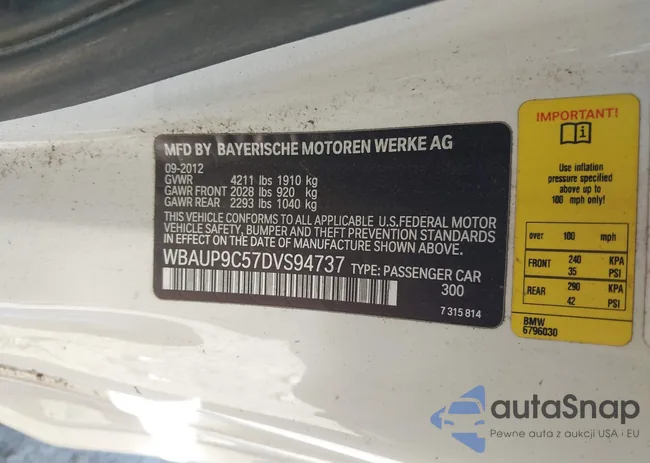 MFD BY BAYERISCHE MOTOREN WERKE AG
09-2012
GVWR 4211 lbs 1910 kg
GAWR FRONT 2028 lbs 920 kg
GAWR REAR 2293 lbs 1040 kg
THIS VEHICLE CONFORMS TO ALL APPLICABLE U.S.FEDERAL MOTOR
VEHICLE SAFETY, BUMPER AND THEFT PREVENTION STANDARDS
IN EFFECT ON THE DATE OF MANUFACTURE SHOWN ABOVE.
WBAUP9C57DVS94737 TYPE: PASSENGER CAR
300
7 315 814
IMPORTANT!
Use inflation
pressure specified
above up to
100 mph only!
over 100 mph
FRONT 240 KPA
35 PSI
REAR 290 KPA
42 PSI
BMW
6796030
autaSnap
Pewne auta z aukcji USA i EU